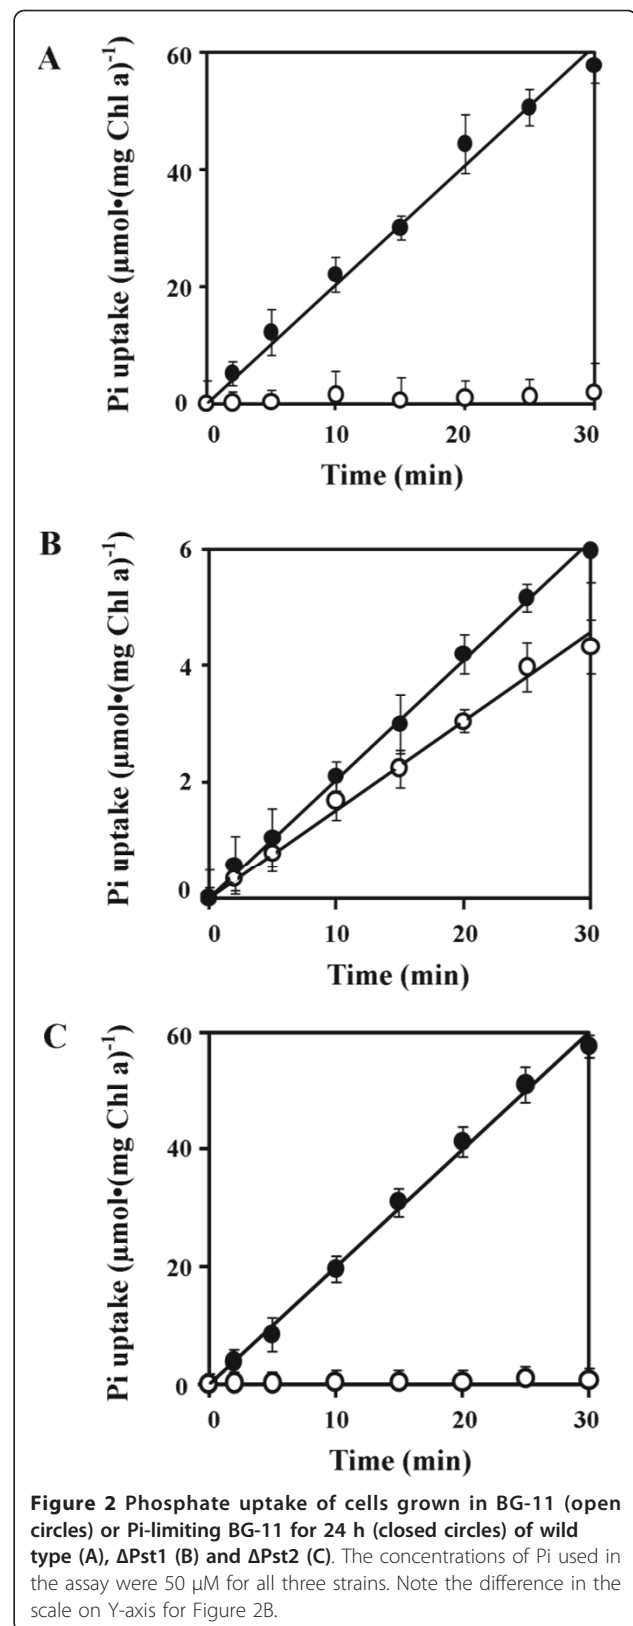 A
Pi uptake (µmol•(mg Chl a)⁻¹
60
40
20
0
0 10 20 30
Time (min)
B
Pi uptake (µmol•(mg Chl a)⁻¹
6
4
2
0
0 10 20 30
Time (min)
C
Pi uptake (µmol•(mg Chl a)⁻¹
60
40
20
0
0 10 20 30
Time (min)
Figure 2 Phosphate uptake of cells grown in BG-11 (open
circles) or Pi-limiting BG-11 for 24 h (closed circles) of wild
type (A), ΔPst1 (B) and ΔPst2 (C). The concentrations of Pi used in
the assay were 50 µM for all three strains. Note the difference in the
scale on Y-axis for Figure 2B.